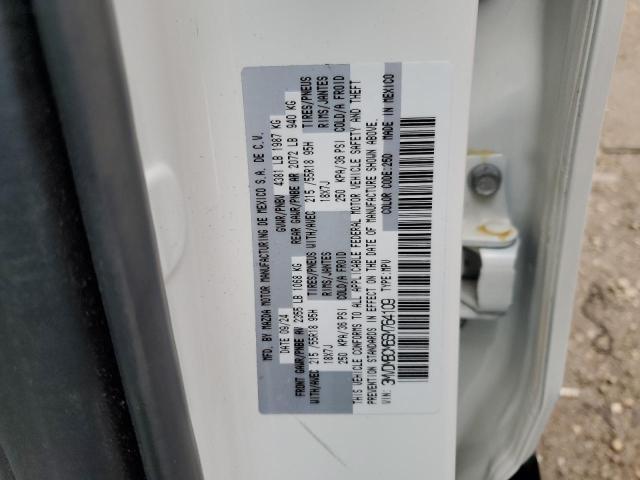 MFD. BY MAZDA MOTOR MANUFACTURING DE MEXICO S.A. DE C.V.
DATE: 09/24 GVWR/PNBV 4381 LB 1987 KG
FRONT GAWR/PNBE AV 2355 LB 1068 KG REAR GAWR/PNBE AR 2072 LB 940 KG
WITH/AVEC 215/55R18 95H TIRES/PNEUS WITH/AVEC 215/55R18 95H TIRES/PNEUS
18X7J RIMS/JANTES 18X7J RIMS/JANTES
250 KPA/36 PSI COLD/A FROID 250 KPA/36 PSI COLD/A FROID
THIS VEHICLE CONFORMS TO ALL APPLICABLE FEDERAL MOTOR VEHICLE SAFETY AND THEFT
PREVENTION STANDARDS IN EFFECT ON THE DATE OF MANUFACTURE SHOWN ABOVE.
TYPE: MPV COLOR CODE: 25D MADE IN MEXICO
VIN: